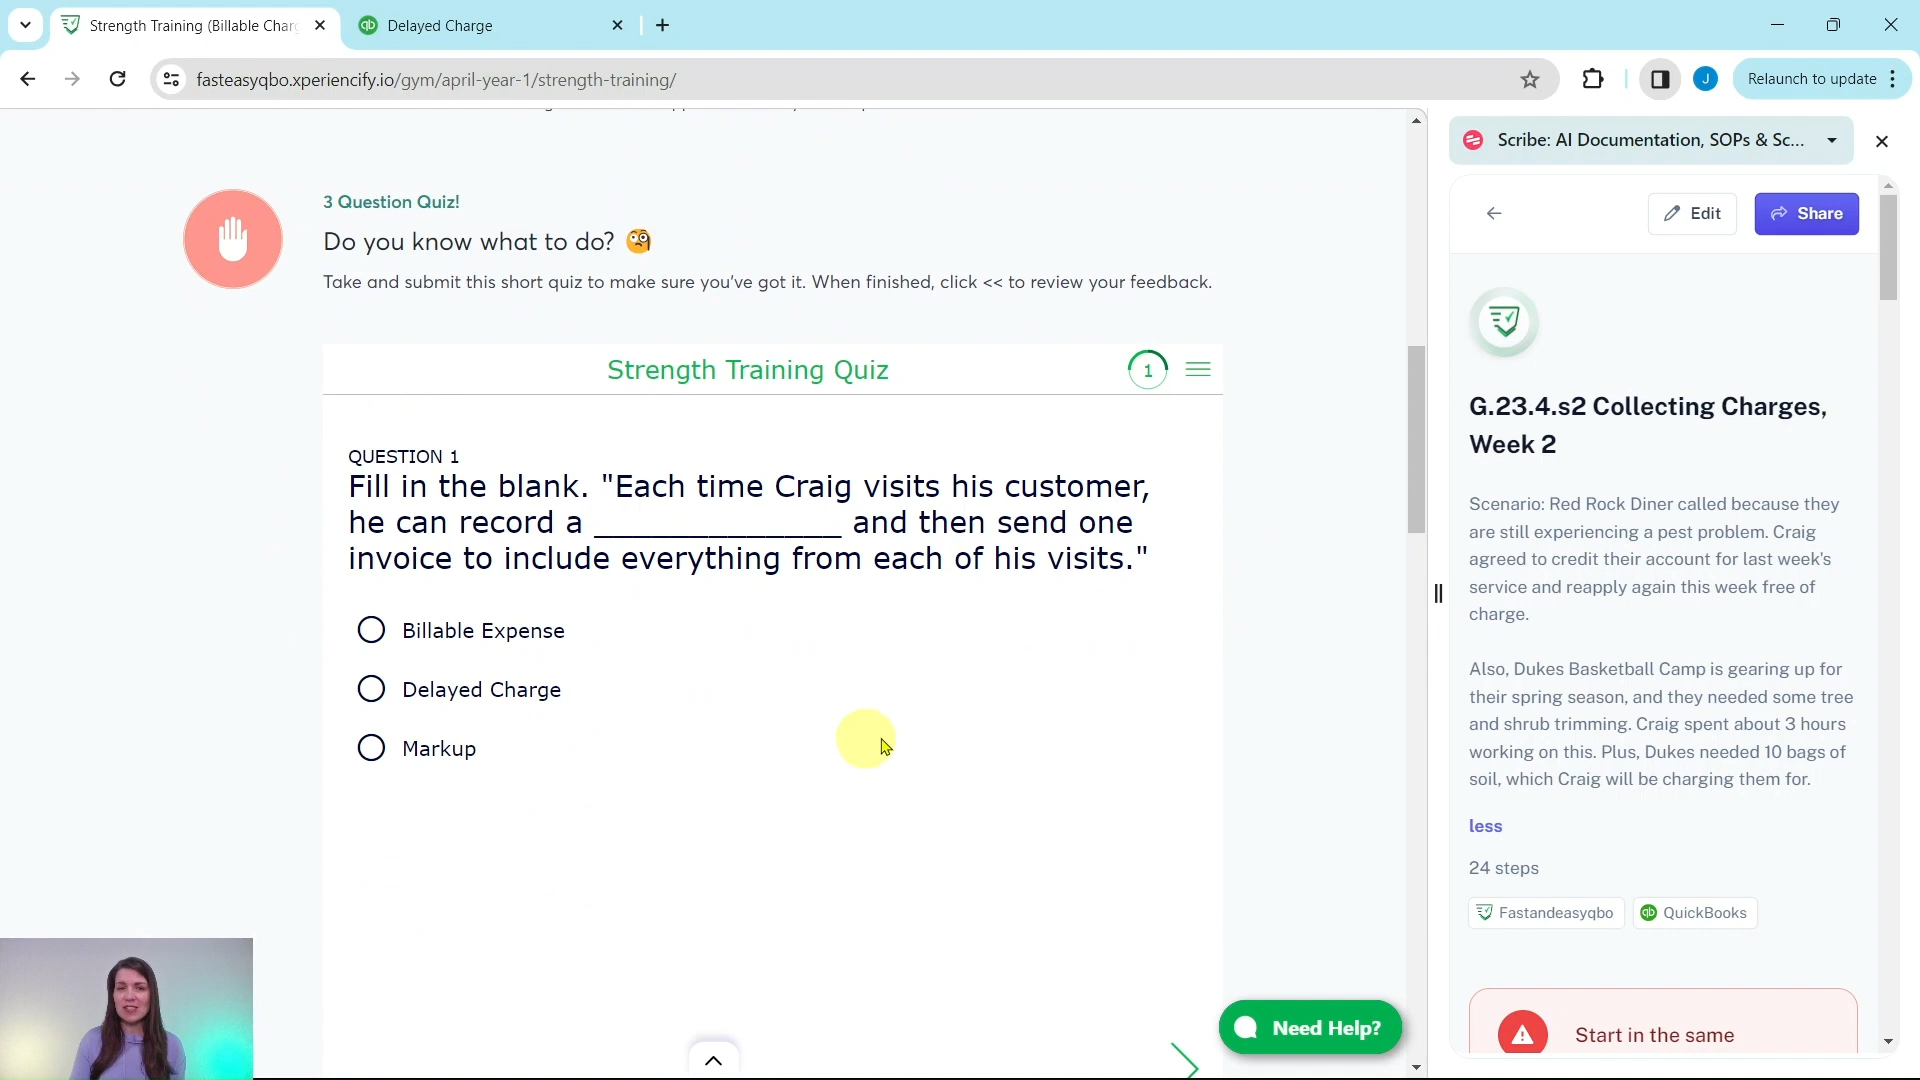 Strength Training (Billable Char
Delayed Charge
fasteasyqbo.xperiencify.io/gym/april-year-1/strength-training/
J
Relaunch to update
3 Question Quiz!
Do you know what to do?
Take and submit this short quiz to make sure you've got it. When finished, click << to review your feedback.
Strength Training Quiz
1
QUESTION 1
Fill in the blank. "Each time Craig visits his customer,
he can record a ______________ and then send one
invoice to include everything from each of his visits."
Billable Expense
Delayed Charge
Markup
Need Help?
Scribe: AI Documentation, SOPs & Sc...
Edit
Share
G.23.4.s2 Collecting Charges,
Week 2
Scenario: Red Rock Diner called because they
are still experiencing a pest problem. Craig
agreed to credit their account for last week's
service and reapply again this week free of
charge.
Also, Dukes Basketball Camp is gearing up for
their spring season, and they needed some tree
and shrub trimming. Craig spent about 3 hours
working on this. Plus, Dukes needed 10 bags of
soil, which Craig will be charging them for.
less
24 steps
Fastandeasyqbo
qb QuickBooks
Start in the same